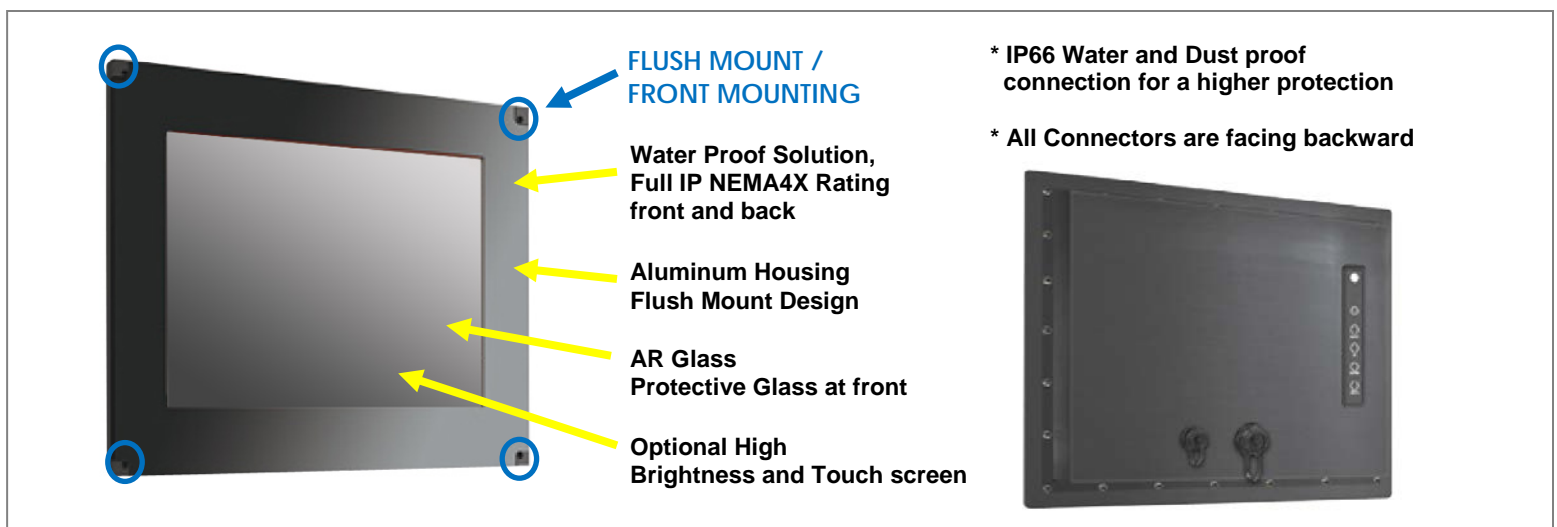 FLUSH MOUNT /
FRONT MOUNTING
Water Proof Solution,
Full IP NEMA4X Rating
front and back
Aluminum Housing
Flush Mount Design
AR Glass
Protective Glass at front
Optional High
Brightness and Touch screen
* IP66 Water and Dust proof
connection for a higher protection
* All Connectors are facing backward